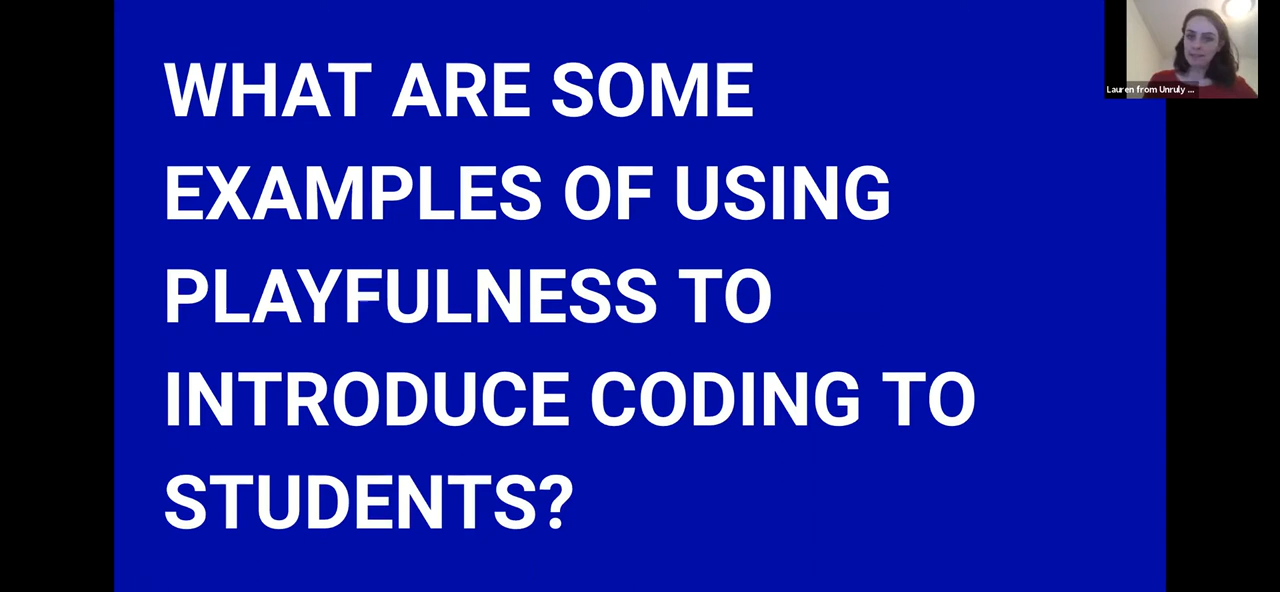 WHAT ARE SOME
EXAMPLES OF USING
PLAYFULNESS TO
INTRODUCE CODING TO
STUDENTS?
Lauren from Unruly ...